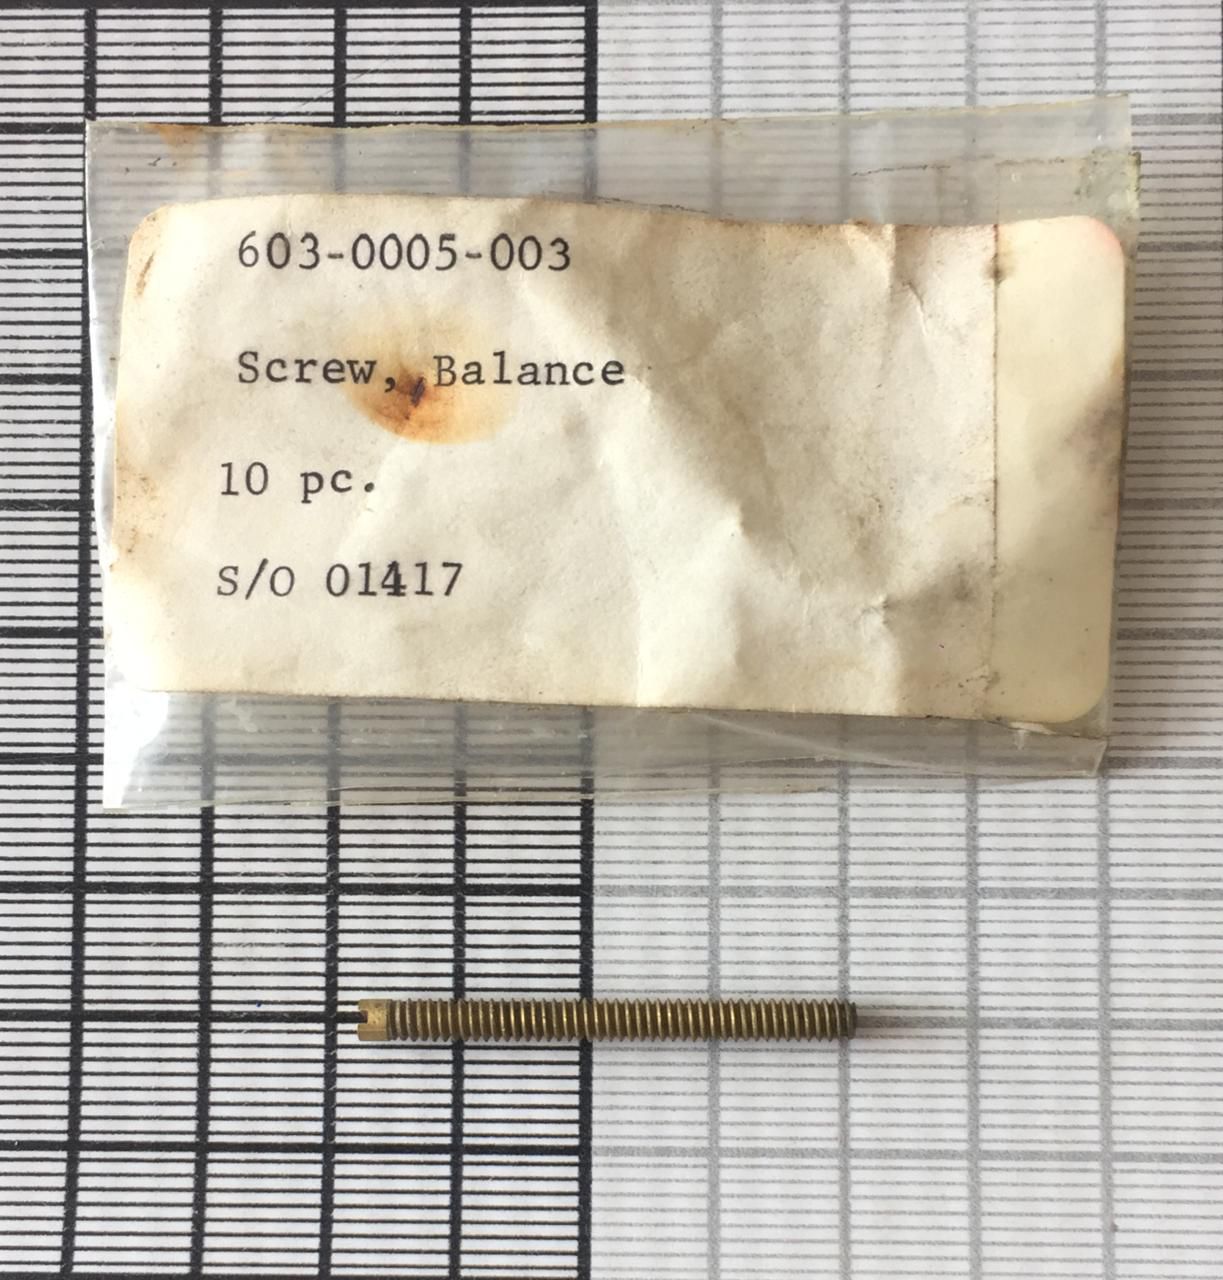 603-0005-003
Screw, Balance
10 pc.
S/O 01417